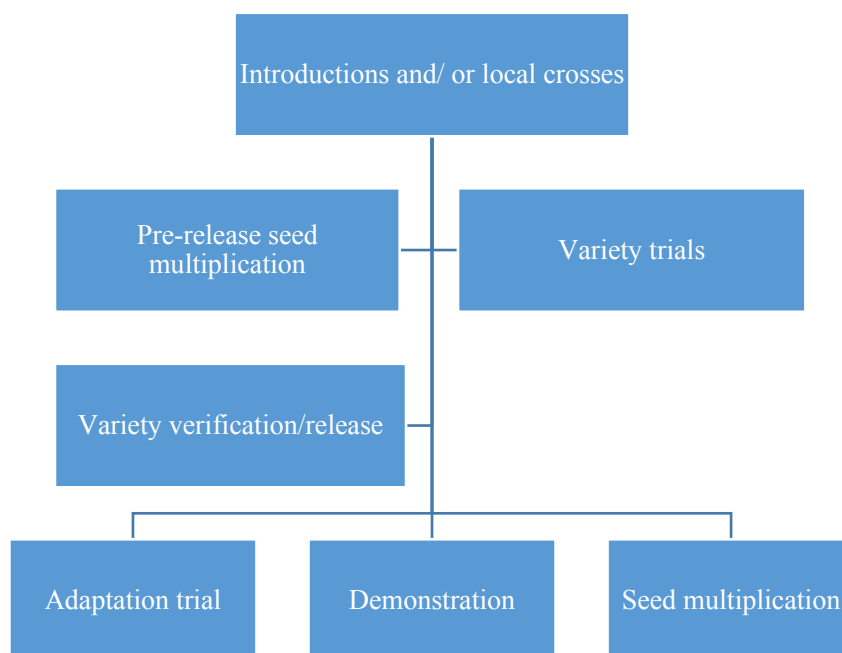 Introductions and/ or local crosses
Pre-release seed
multiplication
Variety trials
Variety verification/release
Adaptation trial
Demonstration
Seed multiplication